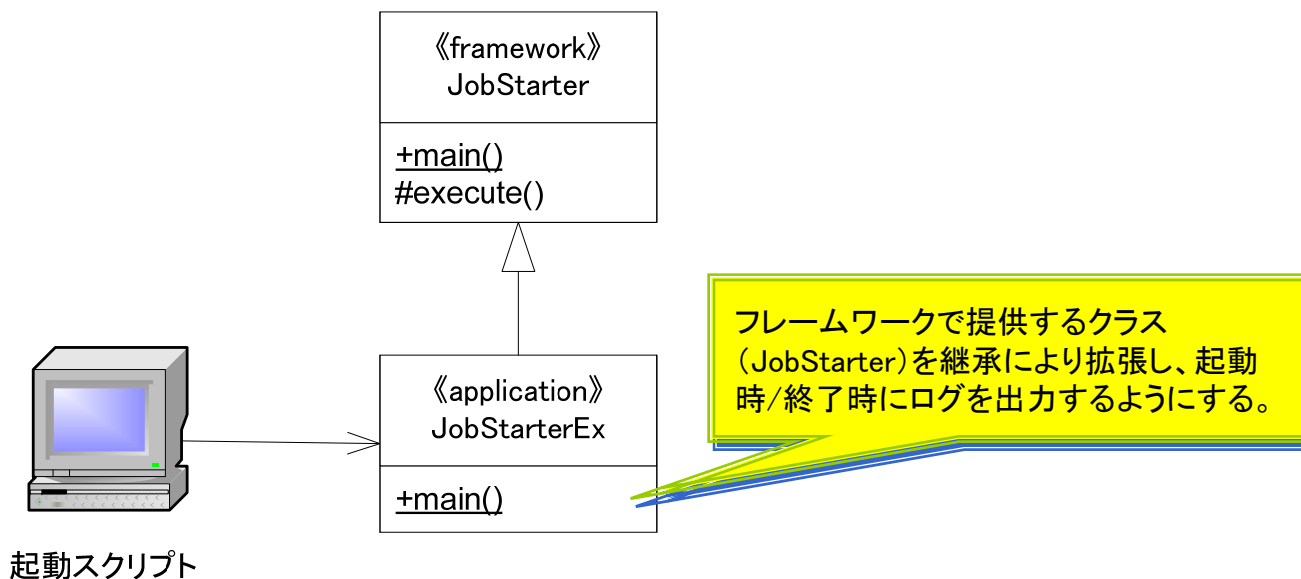 《framework》
JobStarter
+main()
#execute()
フレームワークで提供するクラス
（JobStarter）を継承により拡張し、起動
時/終了時にログを出力するようにする。
《application》
JobStarterEx
+main()
起動スクリプト